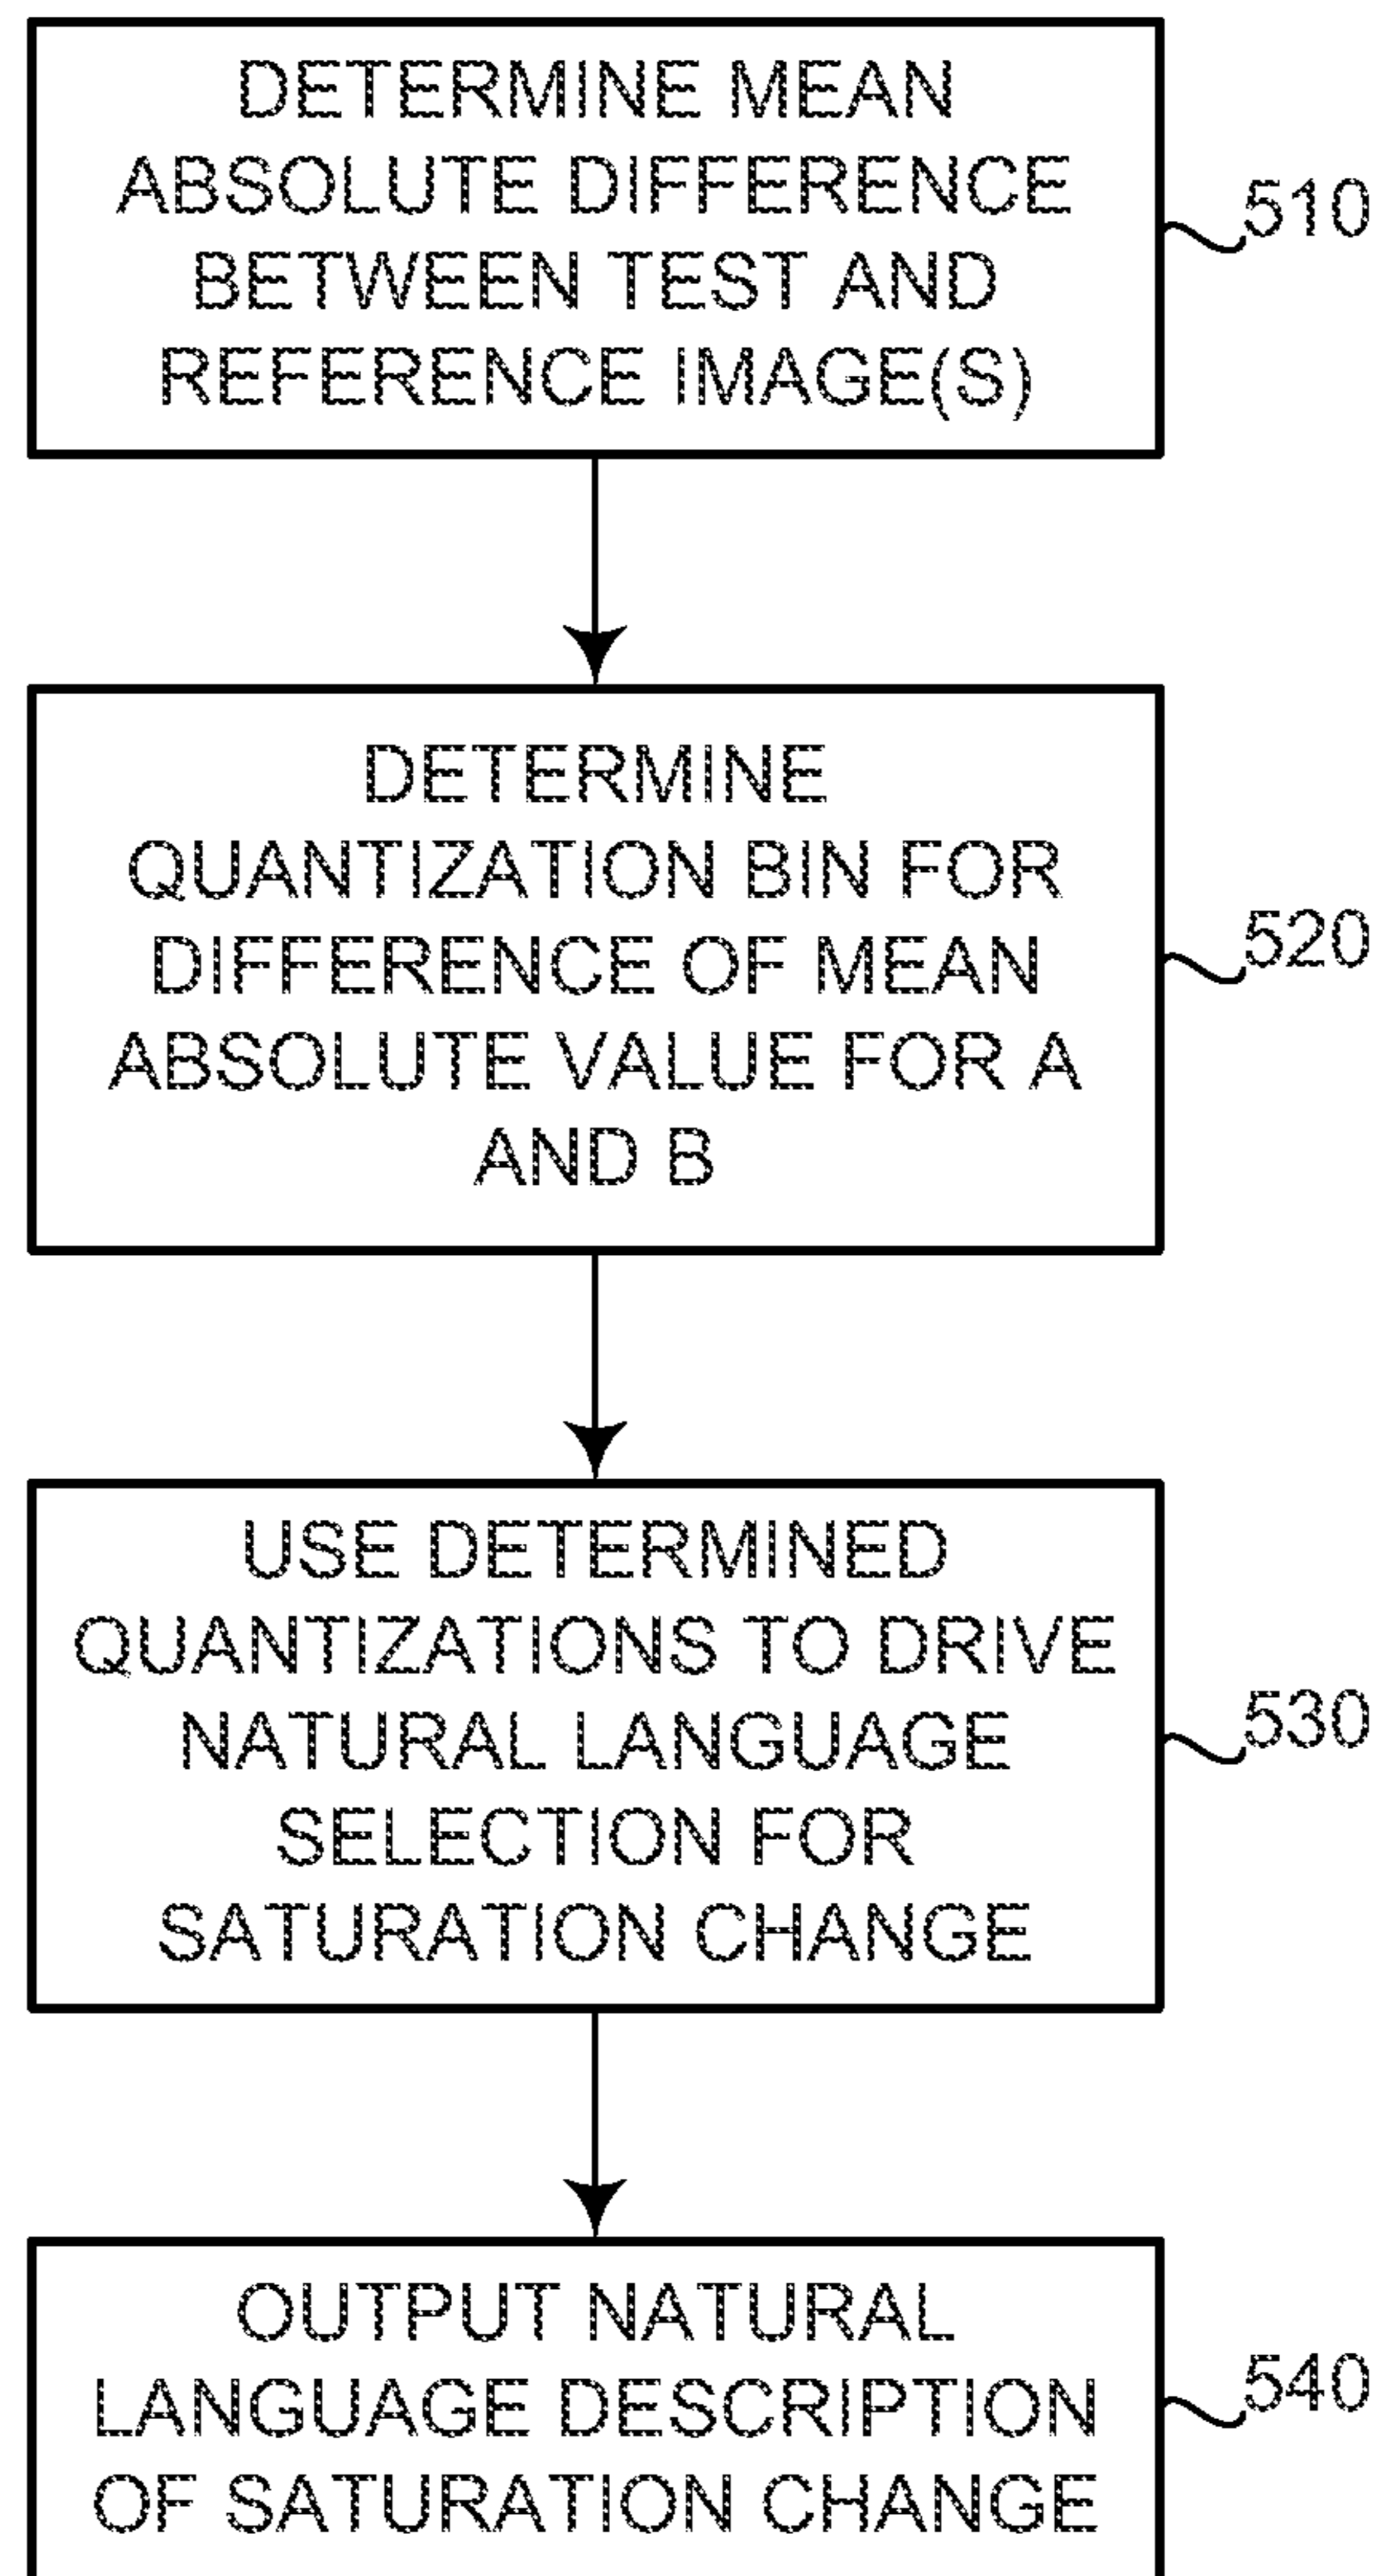 DETERMINE MEAN
ABSOLUTE DIFFERENCE
BETWEEN TEST AND
REFERENCE IMAGE(S)
510
DETERMINE
QUANTIZATION BIN FOR
DIFFERENCE OF MEAN
ABSOLUTE VALUE FOR A
AND B
520
USE DETERMINED
QUANTIZATIONS TO DRIVE
NATURAL LANGUAGE
SELECTION FOR
SATURATION CHANGE
530
OUTPUT NATURAL
LANGUAGE DESCRIPTION
OF SATURATION CHANGE
540